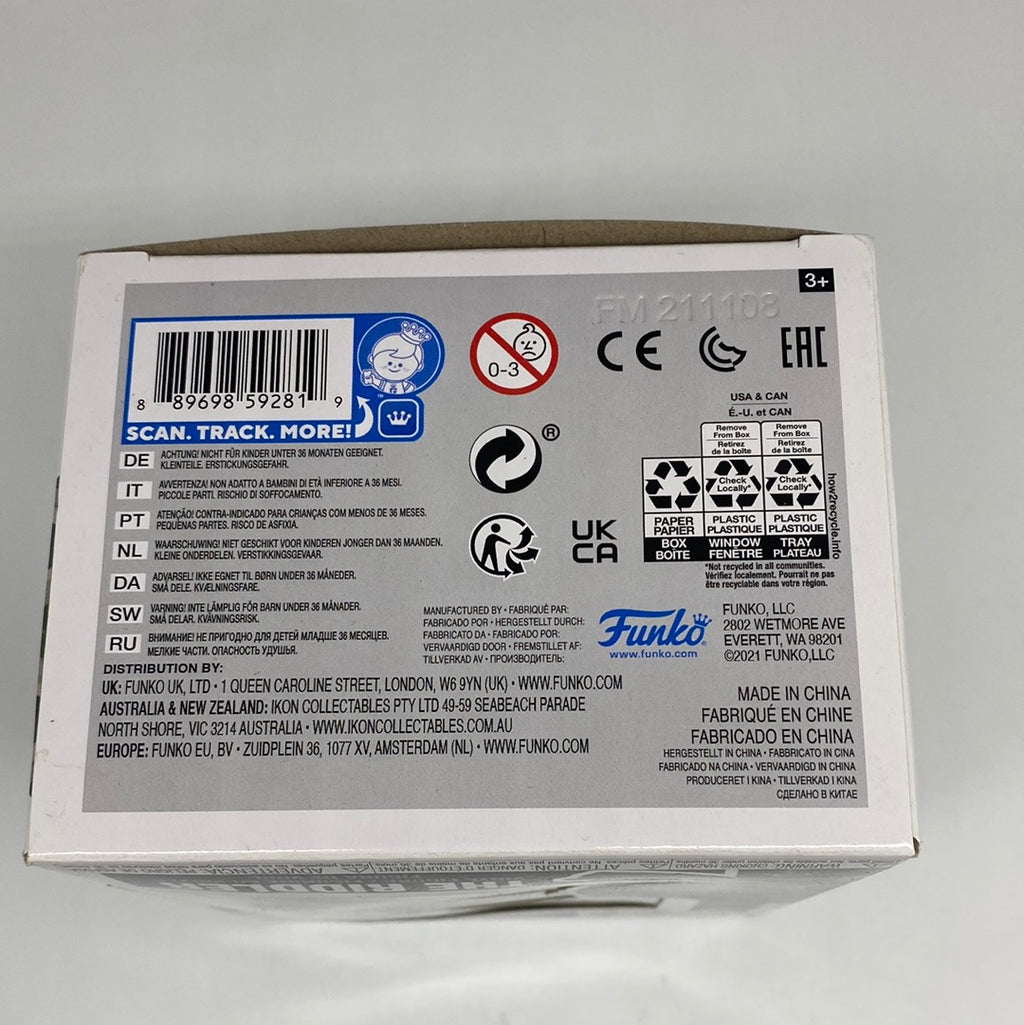 3+
FM 211108
8 89698 59281 9
SCAN. TRACK. MORE!
0-3
CE
EAC
USA & CAN
É.-U. et CAN
Remove From Box
Retirez de la boîte
Remove From Box
Retirez de la boîte
Check Locally*
Check Locally*
PAPER
PAPIER
PLASTIC
PLASTIQUE
PLASTIC
PLASTIQUE
BOX
BOÎTE
WINDOW
FENÊTRE
TRAY
PLATEAU
how2recycle.info
*Not recycled in all communities.
Vérifiez localement. Pourrait ne pas
être recyclable dans votre région.
®
UK
CA
DE ACHTUNG! NICHT FÜR KINDER UNTER 36 MONATEN GEEIGNET.
KLEINTEILE. ERSTICKUNGSGEFAHR.
IT AVVERTENZA! NON ADATTO A BAMBINI DI ETÀ INFERIORE A 36 MESI.
PICCOLE PARTI. RISCHIO DI SOFFOCAMENTO.
PT ATENÇÃO! CONTRA-INDICADO PARA CRIANÇAS COM MENOS DE 36 MESES.
PEQUENAS PARTES. RISCO DE ASFIXIA.
NL WAARSCHUWING! NIET GESCHIKT VOOR KINDEREN JONGER DAN 36 MAANDEN.
KLEINE ONDERDELEN. VERSTIKKINGSGEVAAR.
DA ADVARSEL! IKKE EGNET TIL BØRN UNDER 36 MÅNEDER.
SMÅ DELE. KVÆLNINGSFARE.
SW VARNING! INTE LÄMPLIG FÖR BARN UNDER 36 MÅNADER.
SMÅ DELAR. KVÄVNINGSRISK.
RU ВНИМАНИЕ! НЕ ПРИГОДНО ДЛЯ ДЕТЕЙ МЛАДШЕ 36 МЕСЯЦЕВ.
МЕЛКИЕ ЧАСТИ. ОПАСНОСТЬ УДУШЬЯ.
MANUFACTURED BY • FABRIQUÉ PAR:
FABRICADO POR • HERGESTELLT DURCH:
FABBRICATO DA • FABRICADO POR:
VERVAARDIGD DOOR • FREMSTILLET AF:
TILLVERKAD AV • ПРОИЗВОДИТЕЛЬ:
Funko
www.funko.com
FUNKO, LLC
2802 WETMORE AVE
EVERETT, WA 98201
©2021 FUNKO,LLC
DISTRIBUTION BY:
UK: FUNKO UK, LTD • 1 QUEEN CAROLINE STREET, LONDON, W6 9YN (UK) • WWW.FUNKO.COM
AUSTRALIA & NEW ZEALAND: IKON COLLECTABLES PTY LTD 49-59 SEABEACH PARADE
NORTH SHORE, VIC 3214 AUSTRALIA • WWW.IKONCOLLECTABLES.COM.AU
EUROPE: FUNKO EU, BV • ZUIDPLEIN 36, 1077 XV, AMSTERDAM (NL) • WWW.FUNKO.COM
MADE IN CHINA
FABRIQUÉ EN CHINE
FABRICADO EN CHINA
HERGESTELLT IN CHINA • FABBRICATO IN CINA
FABRICADO NA CHINA • VERVAARDIGD IN CHINA
PRODUCERET I KINA • TILLVERKAD I KINA
СДЕЛАНО В КИТАЕ
WARNING: CHOKING HAZARD
ATTENTION: DANGER D'ÉTOUFFEMENT
THE RIDDLER